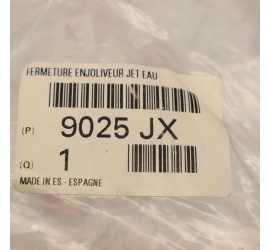 FERMETURE ENJOLIVEUR JET EAU
(P) 9025 JX
(Q) 1
MADE IN ES - ESPAGNE